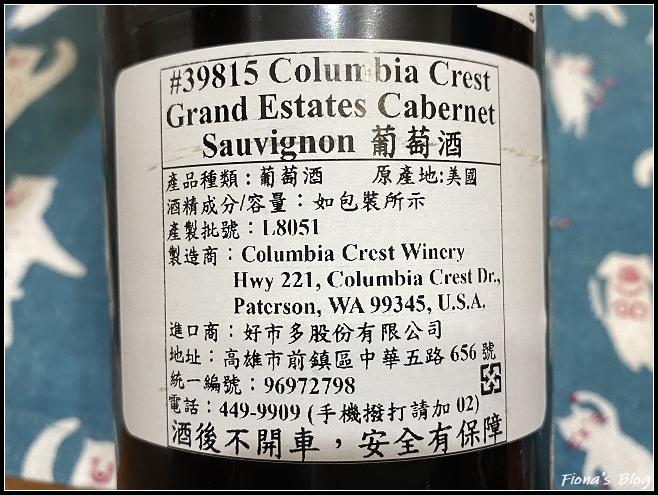 #39815 Columbia Crest
Grand Estates Cabernet
Sauvignon 葡萄酒
產品種類：葡萄酒 原產地:美國
酒精成分/容量： 如包裝所示
產製批號：L8051
製造商：Columbia Crest Winery
Hwy 221, Columbia Crest Dr.,
Paterson, WA 99345, U.S.A.
進口商：好市多股份有限公司
地址：高雄市前鎮區中華五路 656 號
統一編號：96972798
電話：449-9909 (手機撥打請加 02)
酒後不開車，安全有保障
Fiona's Blog